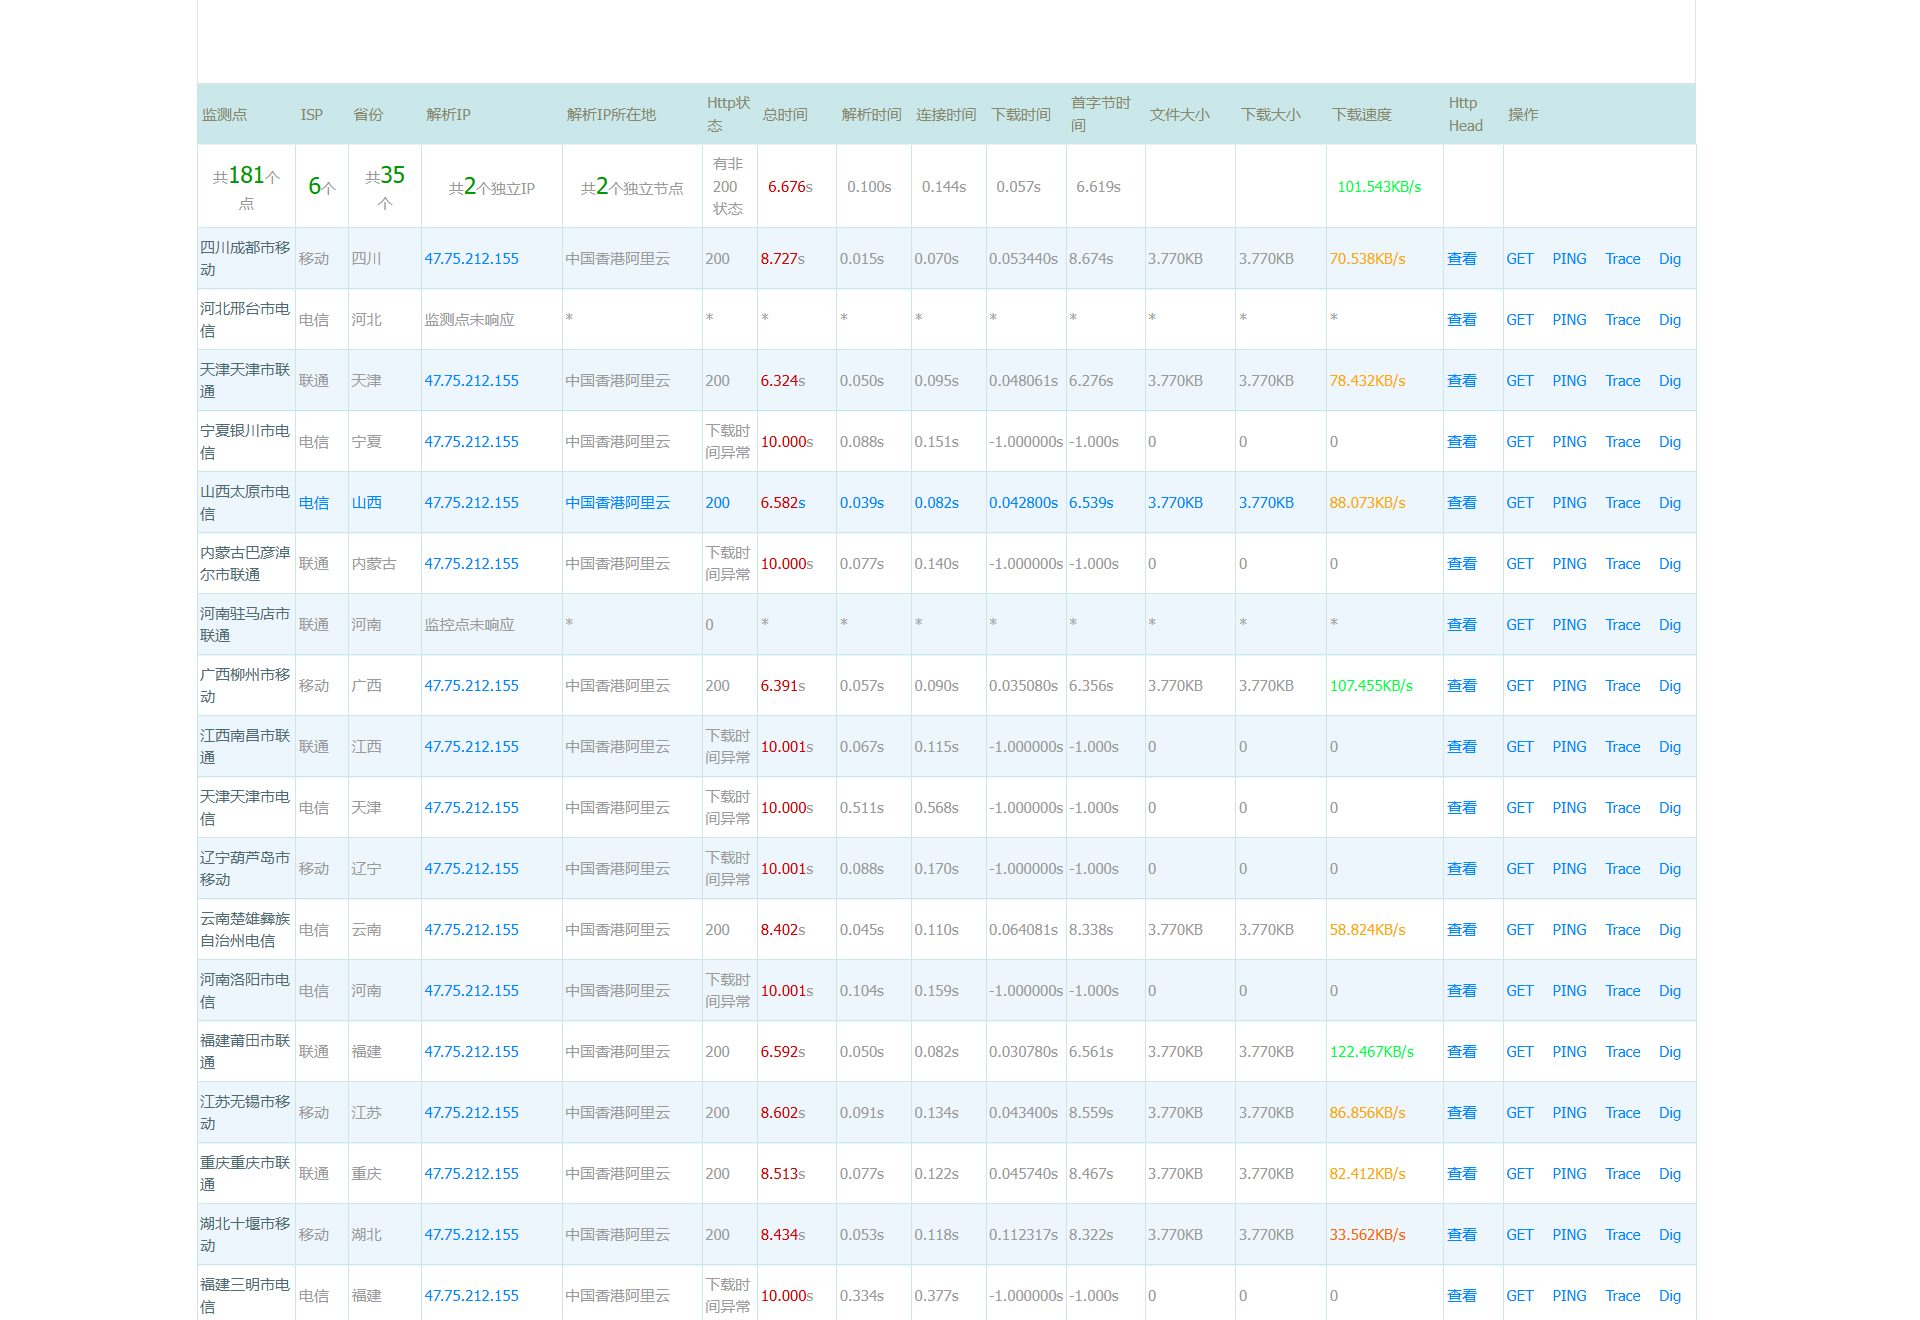 监测点 ISP 省份 解析IP 解析IP所在地 Http状态 总时间 解析时间 连接时间 下载时间 首字节时间 文件大小 下载大小 下载速度 Http Head 操作
共181个点 6个 共35个 共2个独立IP 共2个独立节点 有非200状态 6.676s 0.100s 0.144s 0.057s 6.619s 101.543KB/s
四川成都市移动 移动 四川 47.75.212.155 中国香港阿里云 200 8.727s 0.015s 0.070s 0.053440s 8.674s 3.770KB 3.770KB 70.538KB/s 查看 GET PING Trace Dig
河北邢台市电信 电信 河北 监测点未响应 * * * * * * * * * * 查看 GET PING Trace Dig
天津天津市联通 联通 天津 47.75.212.155 中国香港阿里云 200 6.324s 0.050s 0.095s 0.048061s 6.276s 3.770KB 3.770KB 78.432KB/s 查看 GET PING Trace Dig
宁夏银川市电信 电信 宁夏 47.75.212.155 中国香港阿里云 下载时间异常 10.000s 0.088s 0.151s -1.000000s -1.000s 0 0 0 查看 GET PING Trace Dig
山西太原市电信 电信 山西 47.75.212.155 中国香港阿里云 200 6.582s 0.039s 0.082s 0.042800s 6.539s 3.770KB 3.770KB 88.073KB/s 查看 GET PING Trace Dig
内蒙古巴彦淖尔市联通 联通 内蒙古 47.75.212.155 中国香港阿里云 下载时间异常 10.000s 0.077s 0.140s -1.000000s -1.000s 0 0 0 查看 GET PING Trace Dig
河南驻马店市联通 联通 河南 监控点未响应 * 0 * * * * * * * * 查看 GET PING Trace Dig
广西柳州市移动 移动 广西 47.75.212.155 中国香港阿里云 200 6.391s 0.057s 0.090s 0.035080s 6.356s 3.770KB 3.770KB 107.455KB/s 查看 GET PING Trace Dig
江西南昌市联通 联通 江西 47.75.212.155 中国香港阿里云 下载时间异常 10.001s 0.067s 0.115s -1.000000s -1.000s 0 0 0 查看 GET PING Trace Dig
天津天津市电信 电信 天津 47.75.212.155 中国香港阿里云 下载时间异常 10.000s 0.511s 0.568s -1.000000s -1.000s 0 0 0 查看 GET PING Trace Dig
辽宁葫芦岛市移动 移动 辽宁 47.75.212.155 中国香港阿里云 下载时间异常 10.001s 0.088s 0.170s -1.000000s -1.000s 0 0 0 查看 GET PING Trace Dig
云南楚雄彝族自治州电信 电信 云南 47.75.212.155 中国香港阿里云 200 8.402s 0.045s 0.110s 0.064081s 8.338s 3.770KB 3.770KB 58.824KB/s 查看 GET PING Trace Dig
河南洛阳市电信 电信 河南 47.75.212.155 中国香港阿里云 下载时间异常 10.001s 0.104s 0.159s -1.000000s -1.000s 0 0 0 查看 GET PING Trace Dig
福建莆田市联通 联通 福建 47.75.212.155 中国香港阿里云 200 6.592s 0.050s 0.082s 0.030780s 6.561s 3.770KB 3.770KB 122.467KB/s 查看 GET PING Trace Dig
江苏无锡市移动 移动 江苏 47.75.212.155 中国香港阿里云 200 8.602s 0.091s 0.134s 0.043400s 8.559s 3.770KB 3.770KB 86.856KB/s 查看 GET PING Trace Dig
重庆重庆市联通 联通 重庆 47.75.212.155 中国香港阿里云 200 8.513s 0.077s 0.122s 0.045740s 8.467s 3.770KB 3.770KB 82.412KB/s 查看 GET PING Trace Dig
湖北十堰市移动 移动 湖北 47.75.212.155 中国香港阿里云 200 8.434s 0.053s 0.118s 0.112317s 8.322s 3.770KB 3.770KB 33.562KB/s 查看 GET PING Trace Dig
福建三明市电信 电信 福建 47.75.212.155 中国香港阿里云 下载时间异常 10.000s 0.334s 0.377s -1.000000s -1.000s 0 0 0 查看 GET PING Trace Dig